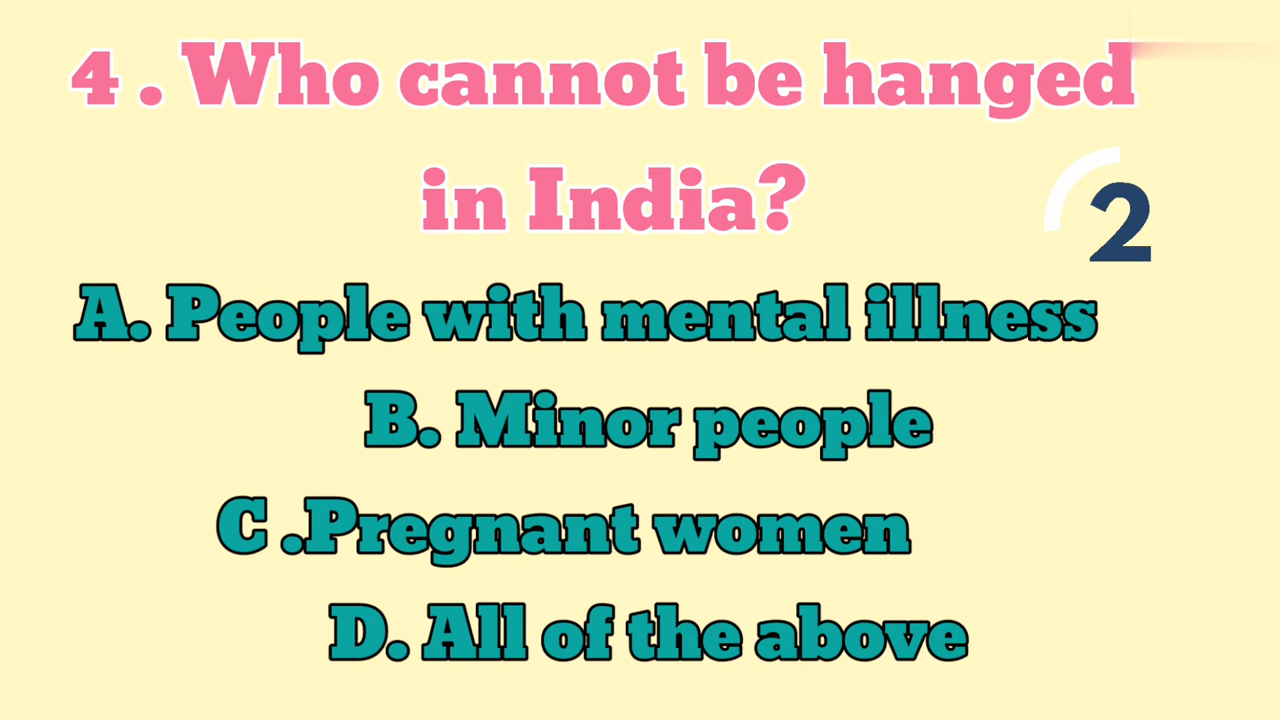 4 . Who cannot be hanged
in India?
2
A. People with mental illness
B. Minor people
C .Pregnant women
D. All of the above